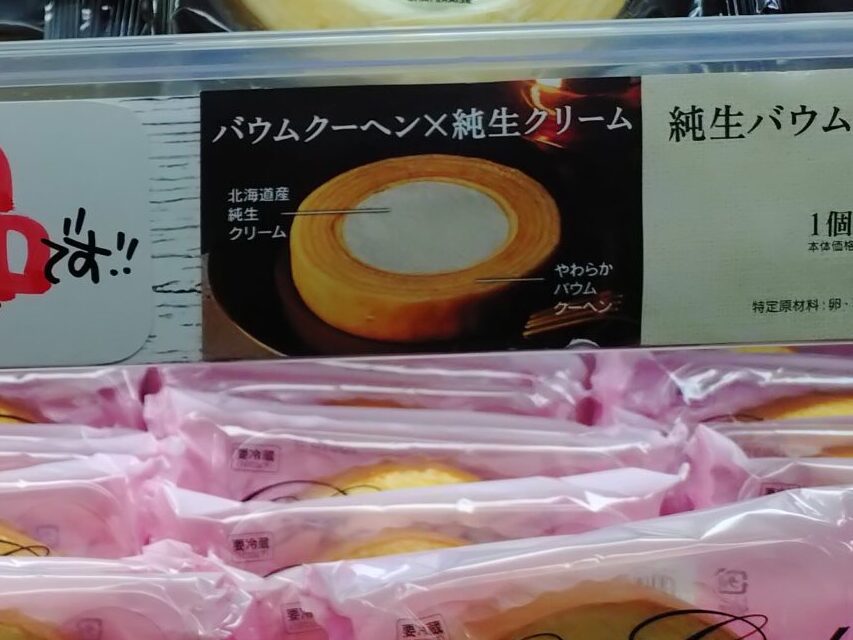 バウムクーヘン×純生クリーム
北海道産
純生
クリーム
やわらか
バウム
クーヘン
純生バウム
1個
本体価格
特定原材料:卵・
です!!
要冷蔵
要冷蔵
要冷
要冷蔵